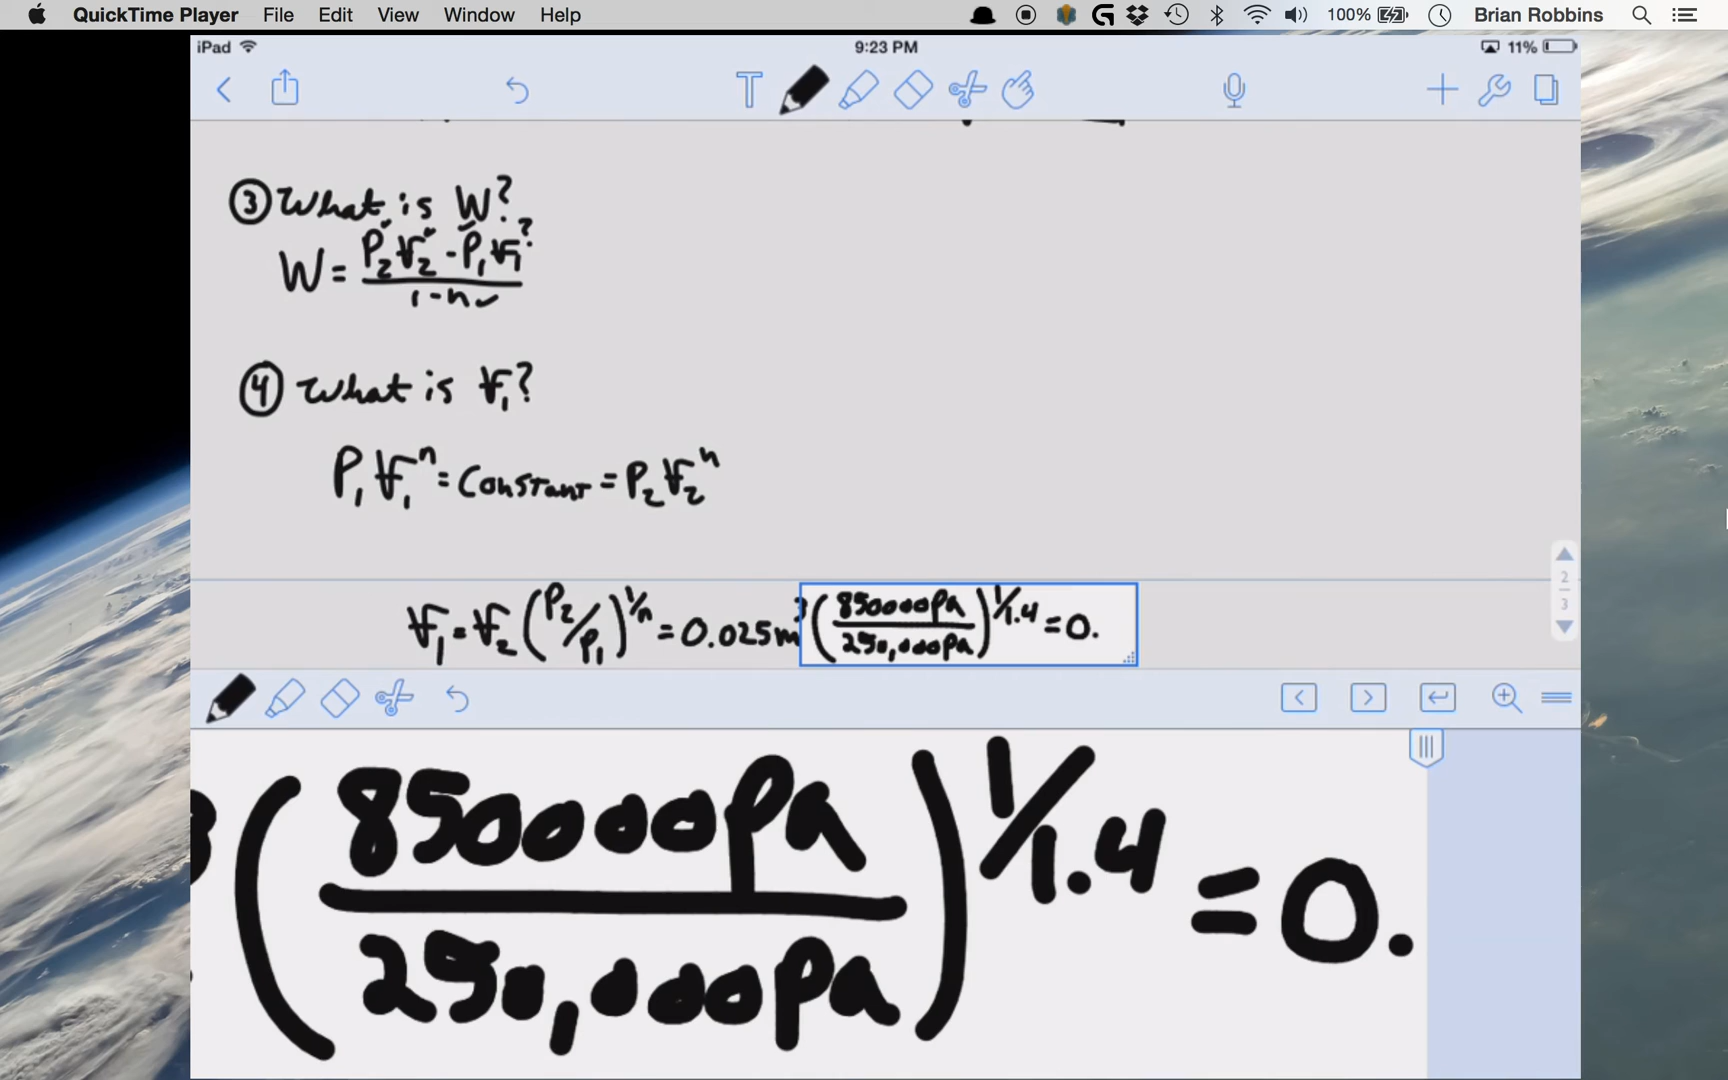 QuickTime Player File Edit View Window Help 100% Brian Robbins
iPad 9:23 PM 11%
T
③ What is W?
W = P₂V₂ - P₁V₁ / 1-n ?
④ What is V₁?
P₁V₁ⁿ = Constant = P₂V₂ⁿ
2
3
V₁ = V₂ (P₂/P₁)^1/n = 0.025m³ (850000Pa / 250,000Pa)^1/1.4 = 0.
3 (850000Pa / 250,000Pa)^1/1.4 = 0.